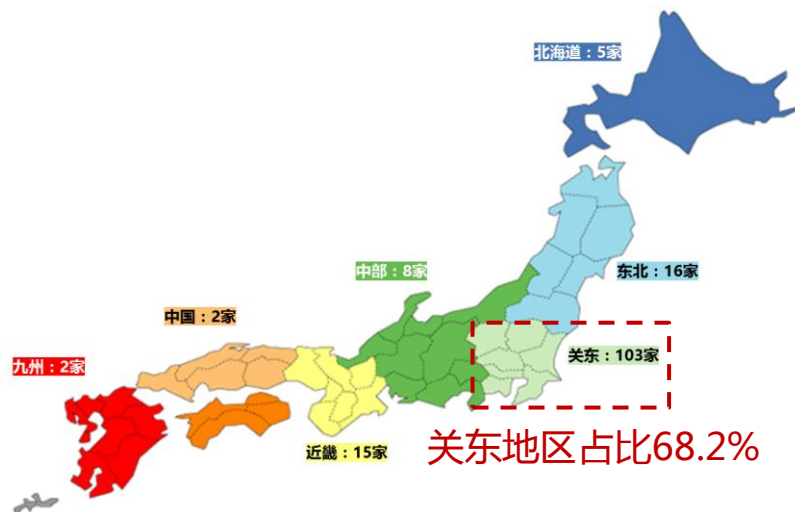 北海道：5家
中部：8家
东北：16家
中国：2家
关东：103家
九州：2家
近畿：15家
关东地区占比68.2%